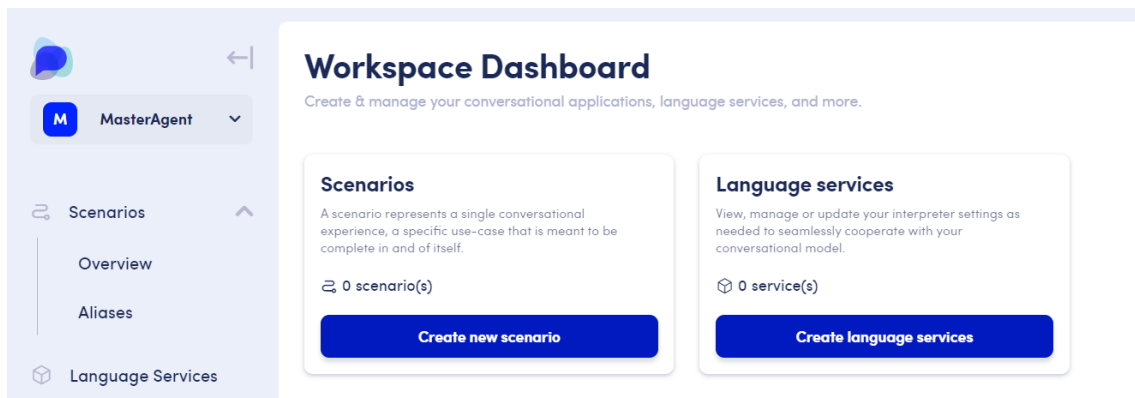 Workspace Dashboard
Create & manage your conversational applications, language services, and more.
M MasterAgent
Scenarios
Overview
Aliases
Language Services
Scenarios
A scenario represents a single conversational
experience, a specific use-case that is meant to be
complete in and of itself.
0 scenario(s)
Create new scenario
Language services
View, manage or update your interpreter settings as
needed to seamlessly cooperate with your
conversational model.
0 service(s)
Create language services